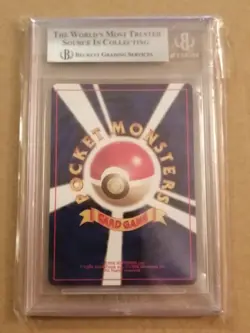 THE WORLD'S MOST TRUSTED
SOURCE IN COLLECTING
BECKETT GRADING SERVICES
POCKET MONSTERS
CARD GAME